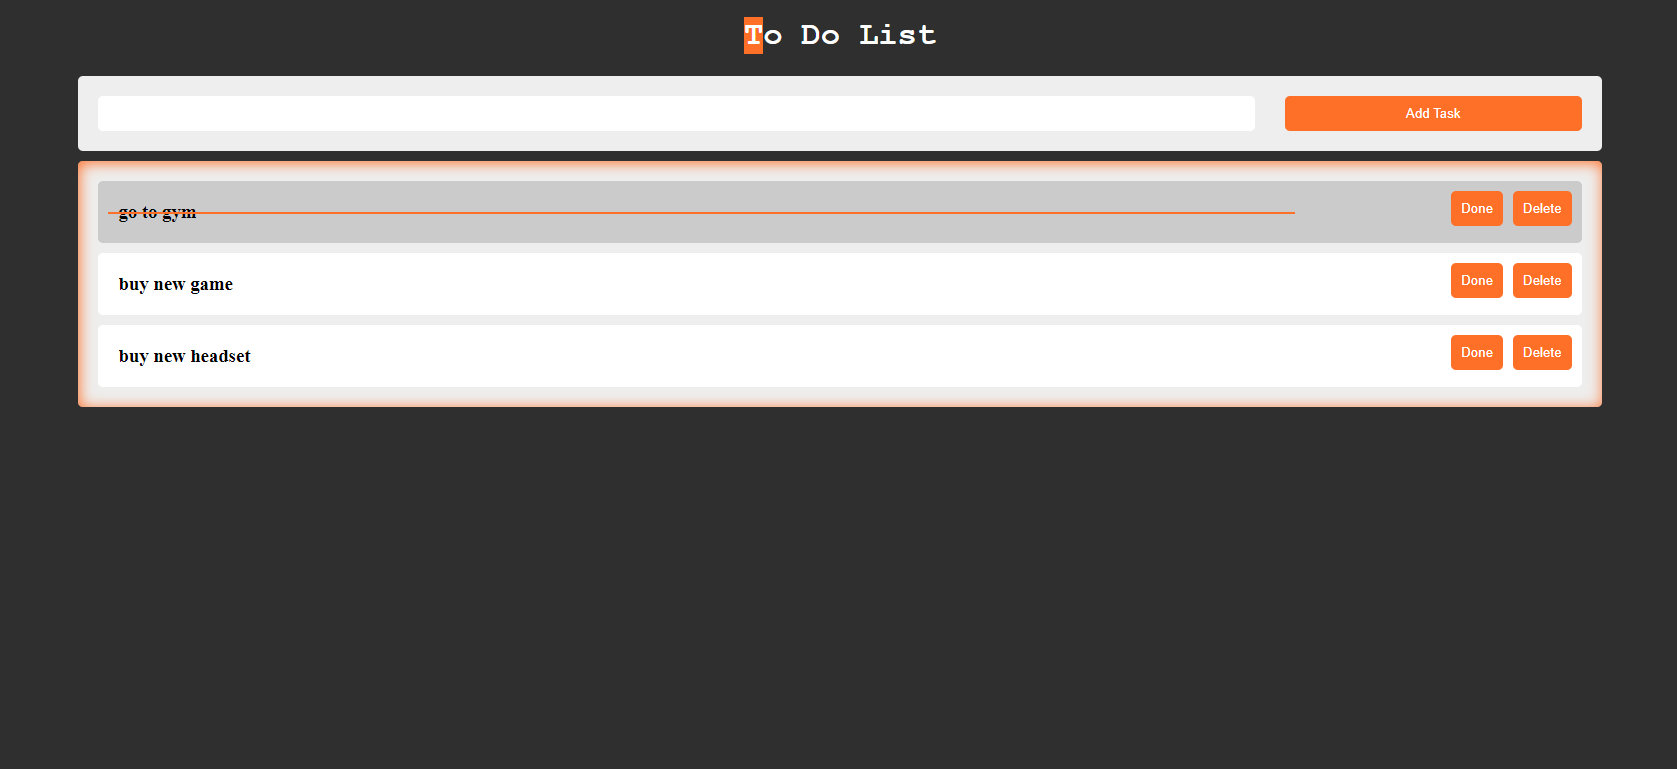 To Do List
Add Task
go to gym Done Delete
buy new game Done Delete
buy new headset Done Delete